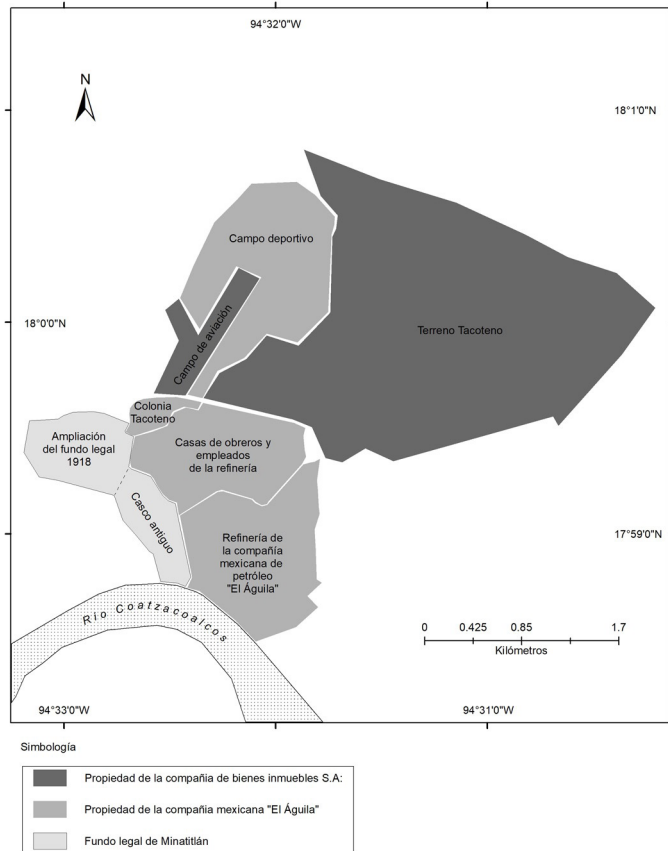 94°32'0"W
N
18°1'0"N
Campo deportivo
18°0'0"N
Campo de aviación
Terreno Tacoteno
Colonia
Tacoteno
Ampliación
del fundo legal
1918
Casas de obreros y
empleados
de la refinería
Casco antiguo
17°59'0"N
Refinería de
la compañía
mexicana de
petróleo
"El Águila"
Río Coatzacoalcos
0 0.425 0.85 1.7
Kilómetros
94°33'0"W
94°31'0"W
Simbología
Propiedad de la compañia de bienes inmuebles S.A:
Propiedad de la compañia mexicana "El Águila"
Fundo legal de Minatitlán